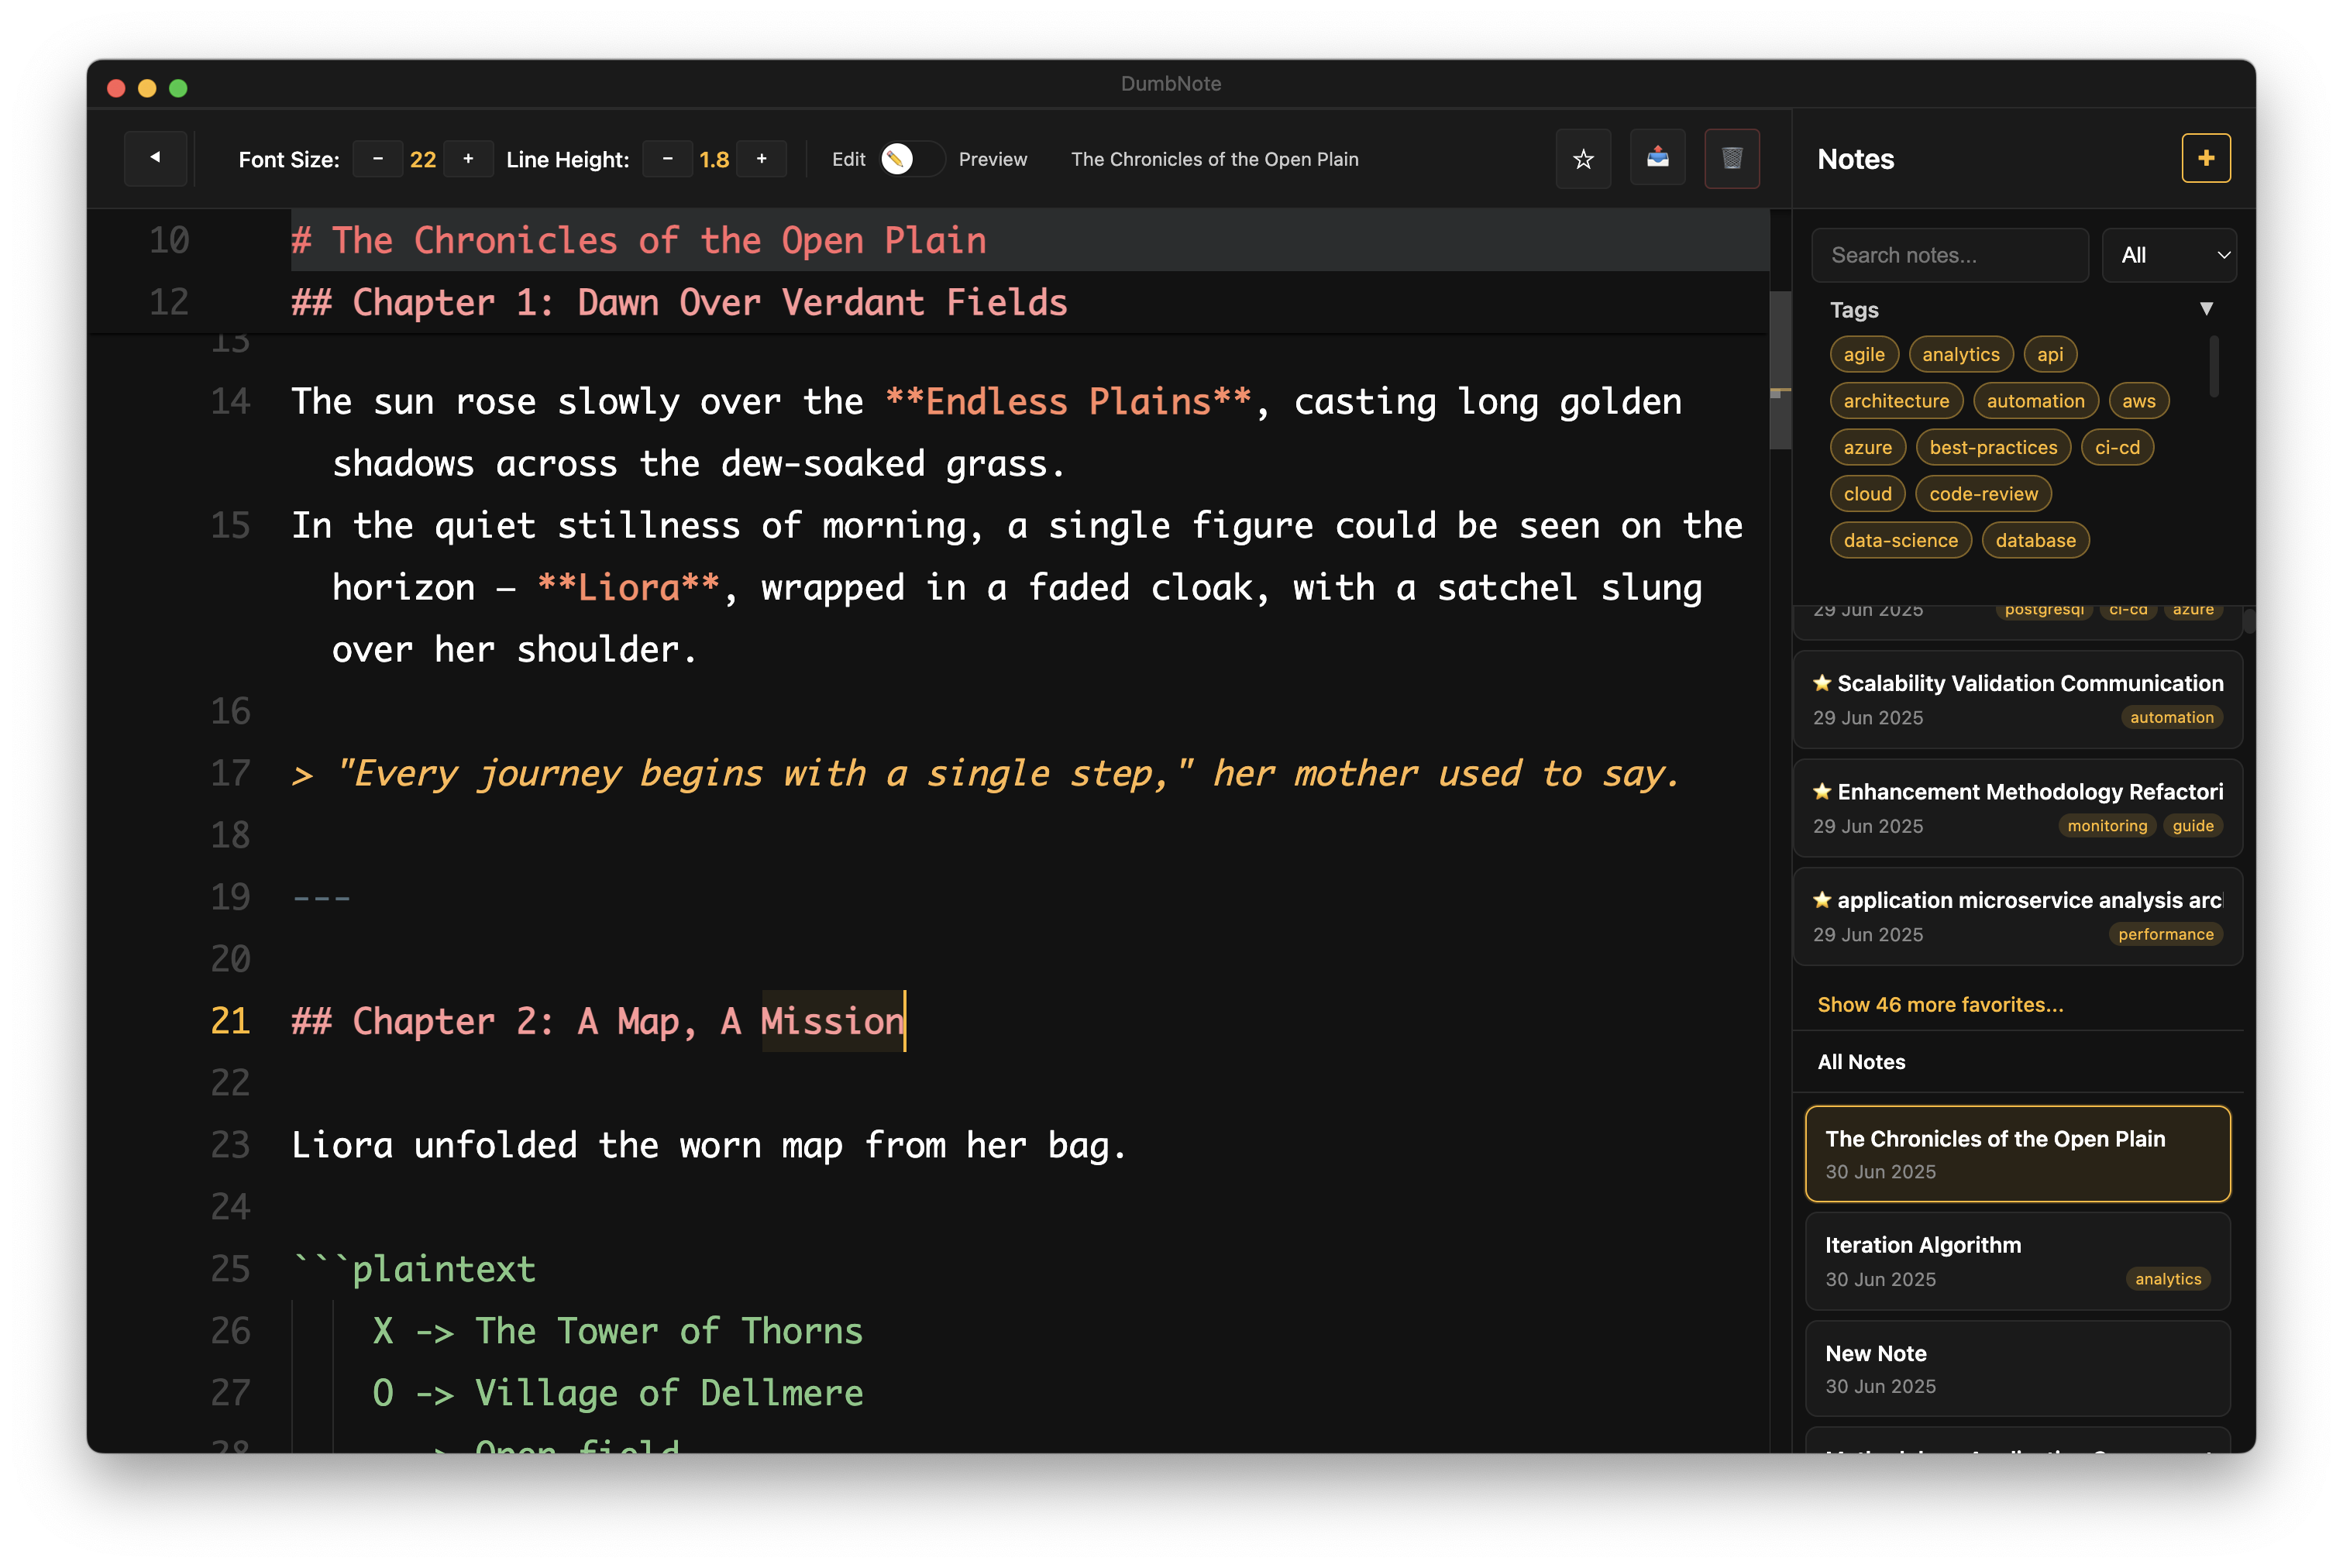 DumbNote
Font Size: - 22 + Line Height: - 1.8 + Edit Preview The Chronicles of the Open Plain
10 # The Chronicles of the Open Plain
12 ## Chapter 1: Dawn Over Verdant Fields
13
14 The sun rose slowly over the **Endless Plains**, casting long golden
shadows across the dew-soaked grass.
15 In the quiet stillness of morning, a single figure could be seen on the
horizon — **Liora**, wrapped in a faded cloak, with a satchel slung
over her shoulder.
16
17 > "Every journey begins with a single step," her mother used to say.
18
19 ---
20
21 ## Chapter 2: A Map, A Mission
22
23 Liora unfolded the worn map from her bag.
24
25 ```plaintext
26 X -> The Tower of Thorns
27 O -> Village of Dellmere
28 -> Open field
Notes +
Search notes... All
Tags ▼
agile analytics api
architecture automation aws
azure best-practices ci-cd
cloud code-review
data-science database
29 Jun 2025 postgresql ci-cd azure
Scalability Validation Communication
29 Jun 2025 automation
Enhancement Methodology Refactori
29 Jun 2025 monitoring guide
application microservice analysis arc
29 Jun 2025 performance
Show 46 more favorites...
All Notes
The Chronicles of the Open Plain
30 Jun 2025
Iteration Algorithm
30 Jun 2025 analytics
New Note
30 Jun 2025